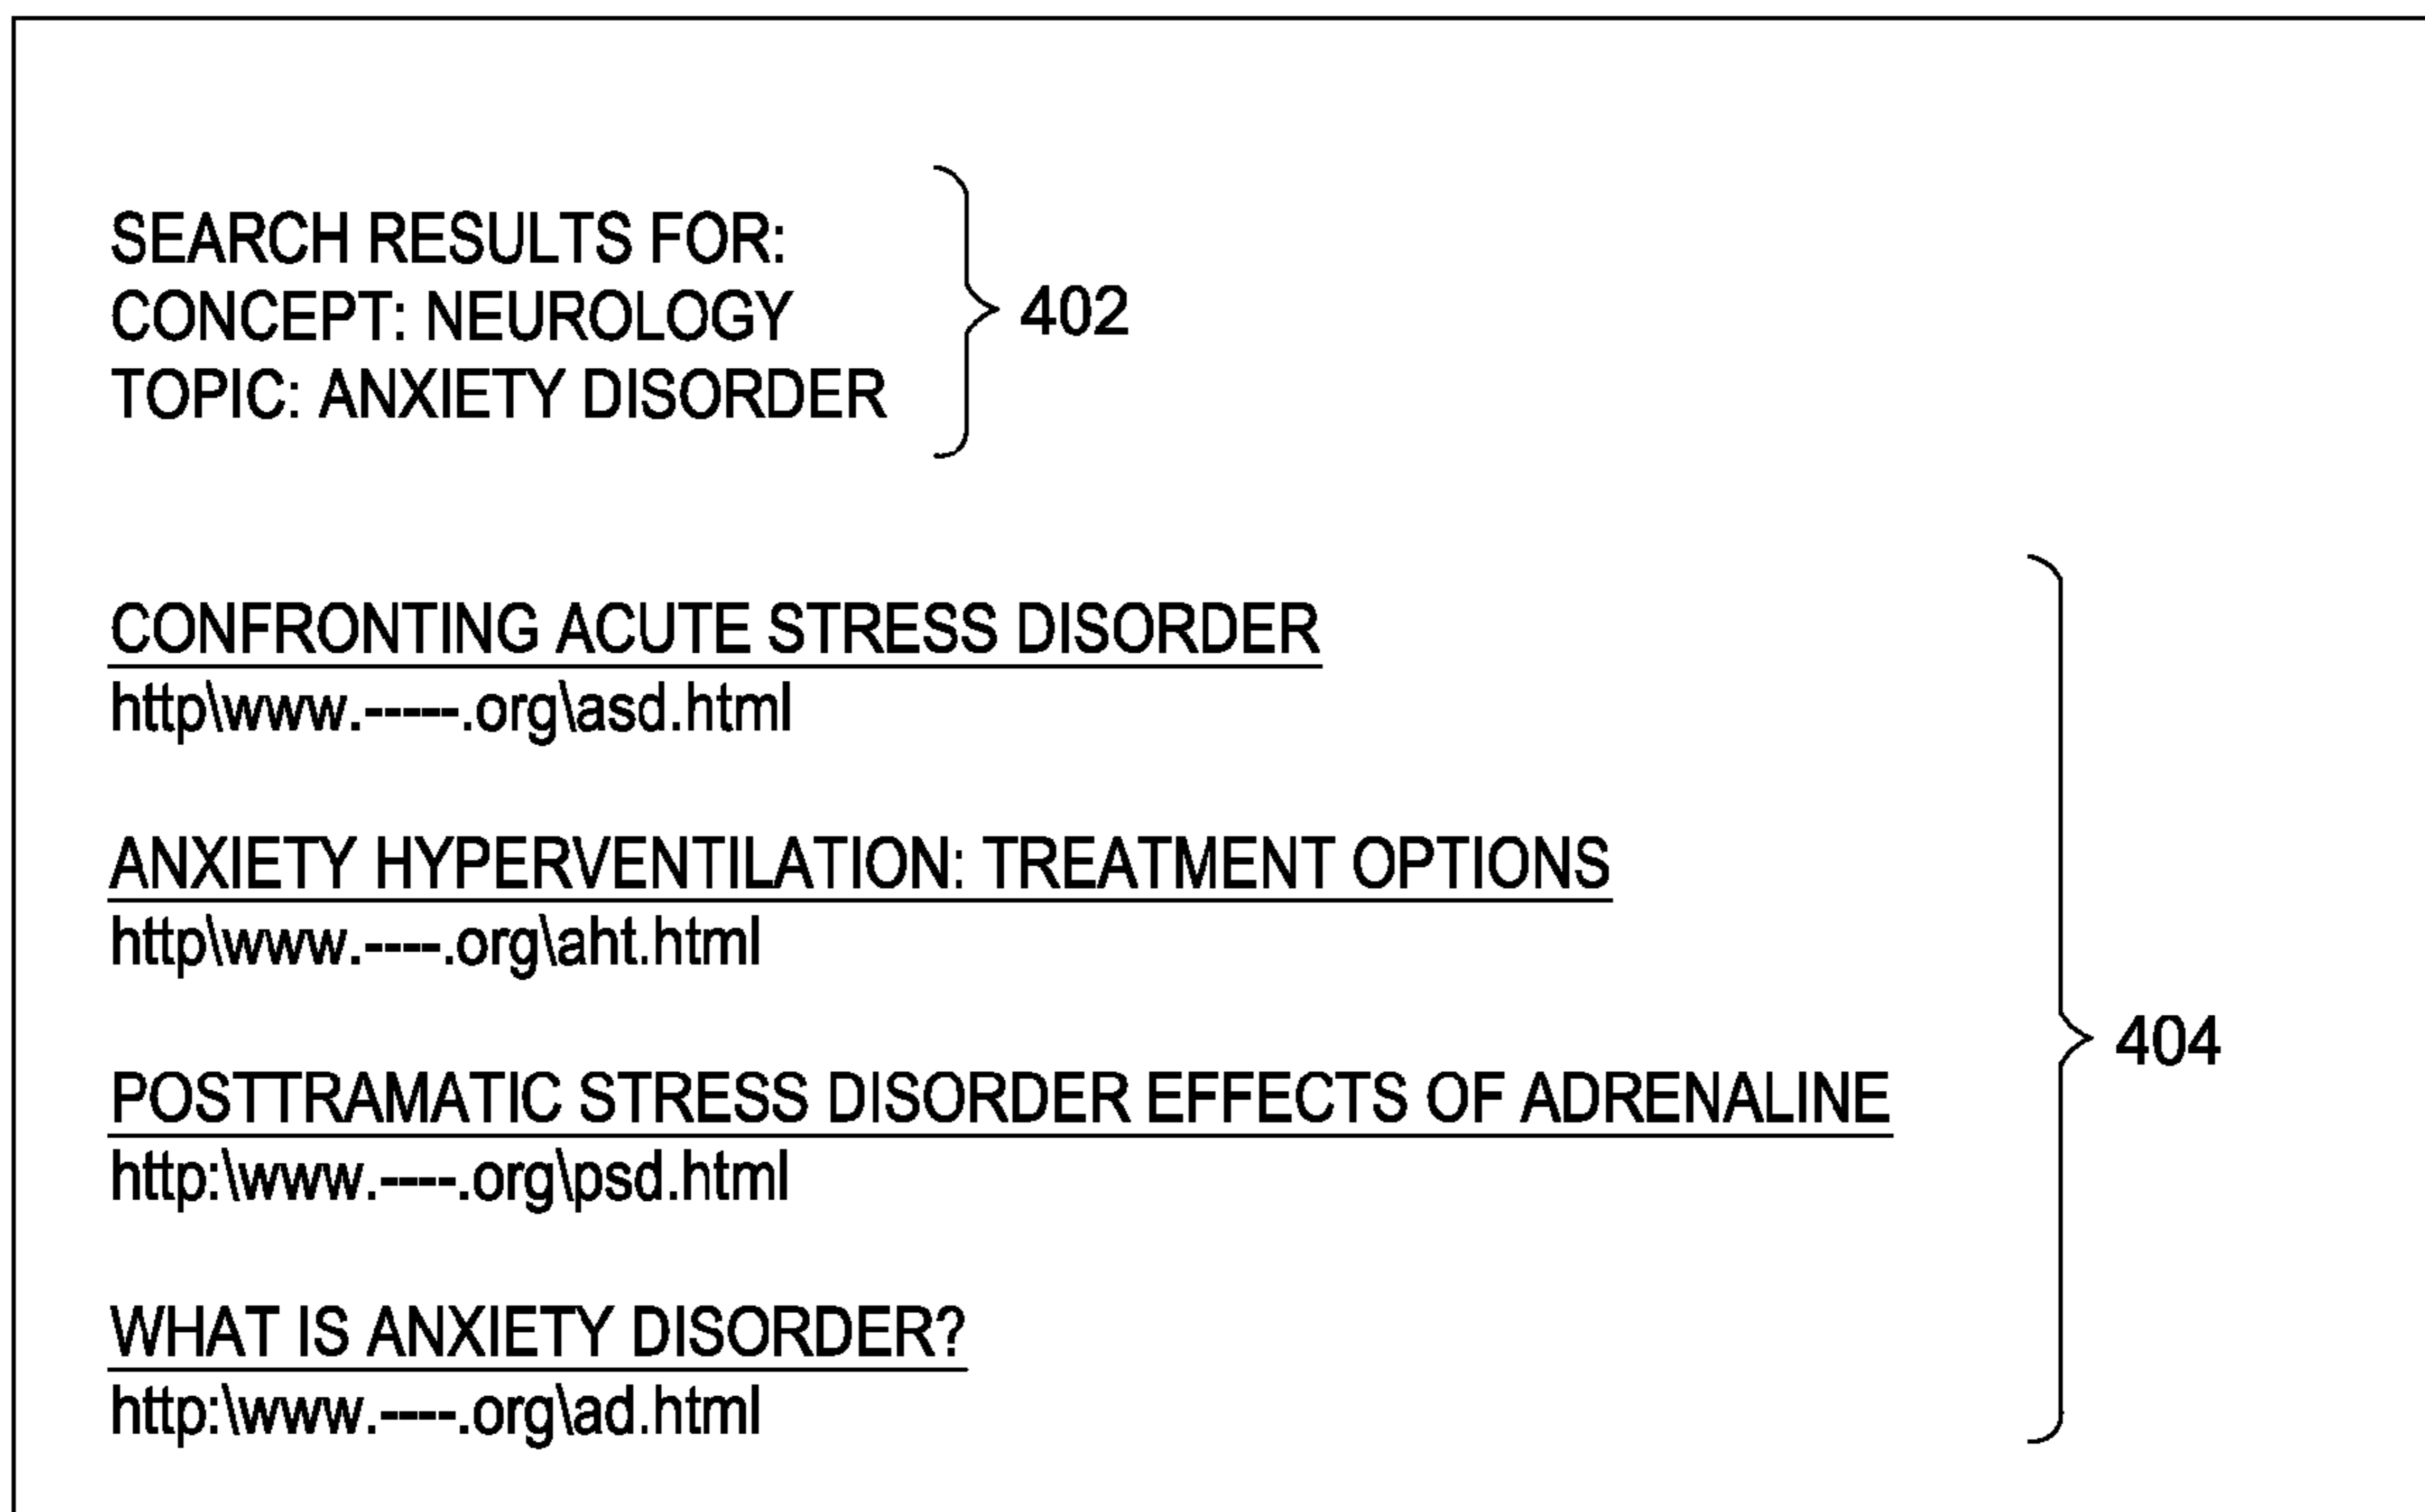 SEARCH RESULTS FOR:
CONCEPT: NEUROLOGY
TOPIC: ANXIETY DISORDER
402
CONFRONTING ACUTE STRESS DISORDER
http\www.-----.org\asd.html
ANXIETY HYPERVENTILATION: TREATMENT OPTIONS
http\www.----.org\aht.html
POSTTRAMATIC STRESS DISORDER EFFECTS OF ADRENALINE
http:\www.----.org\psd.html
WHAT IS ANXIETY DISORDER?
http:\www.----.org\ad.html
404